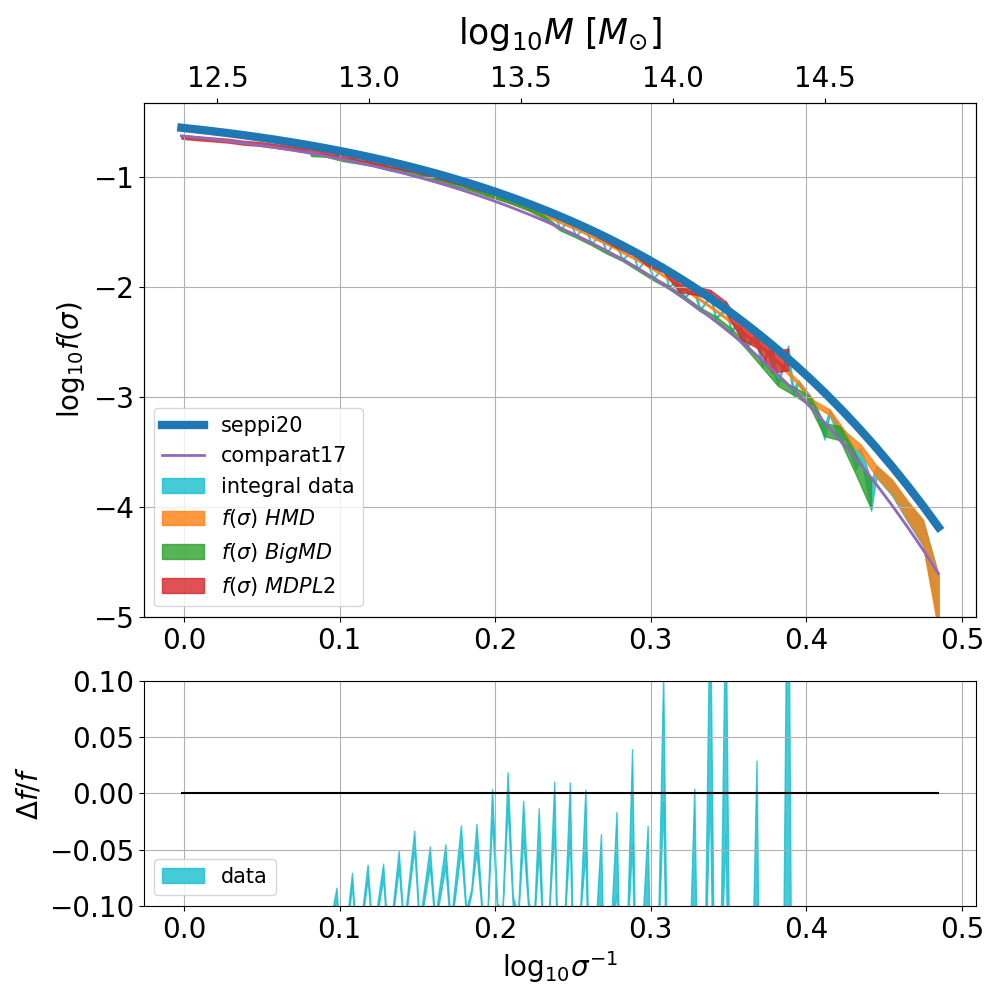 log₁₀M [M⊙]
12.5 13.0 13.5 14.0 14.5
log₁₀f(σ)
−1
−2
−3
−4
−5
seppi20
comparat17
integral data
f(σ) HMD
f(σ) BigMD
f(σ) MDPL2
0.0 0.1 0.2 0.3 0.4 0.5
Δf/f
0.10
0.05
0.00
−0.05
−0.10
data
0.0 0.1 0.2 0.3 0.4 0.5
log₁₀σ⁻¹